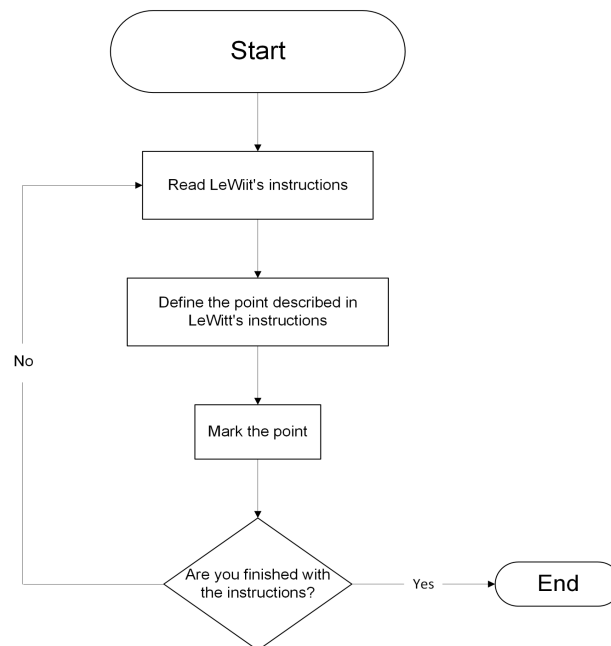 Start
Read LeWiit's instructions
Define the point described in
LeWitt's instructions
No
Mark the point
Are you finished with
the instructions?
Yes
End